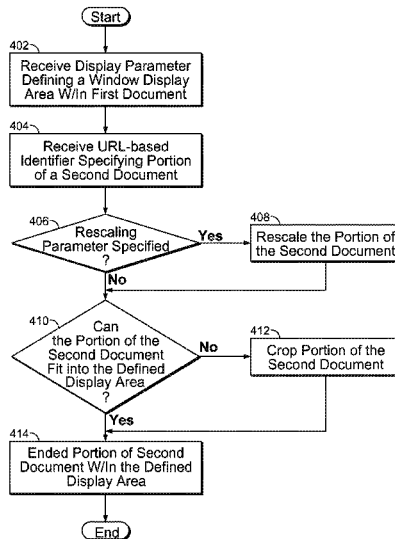 Start
402
Receive Display Parameter
Defining a Window Display
Area W/In First Document
404
Receive URL-based
Identifier Specifying Portion
of a Second Document
406
Rescaling
Parameter Specified
?
Yes
408
Rescale the Portion of
the Second Document
No
410
Can
the Portion of the
Second Document
Fit into the Defined
Display Area
?
No
412
Crop Portion of the
Second Document
Yes
414
Ended Portion of Second
Document W/In the Defined
Display Area
End